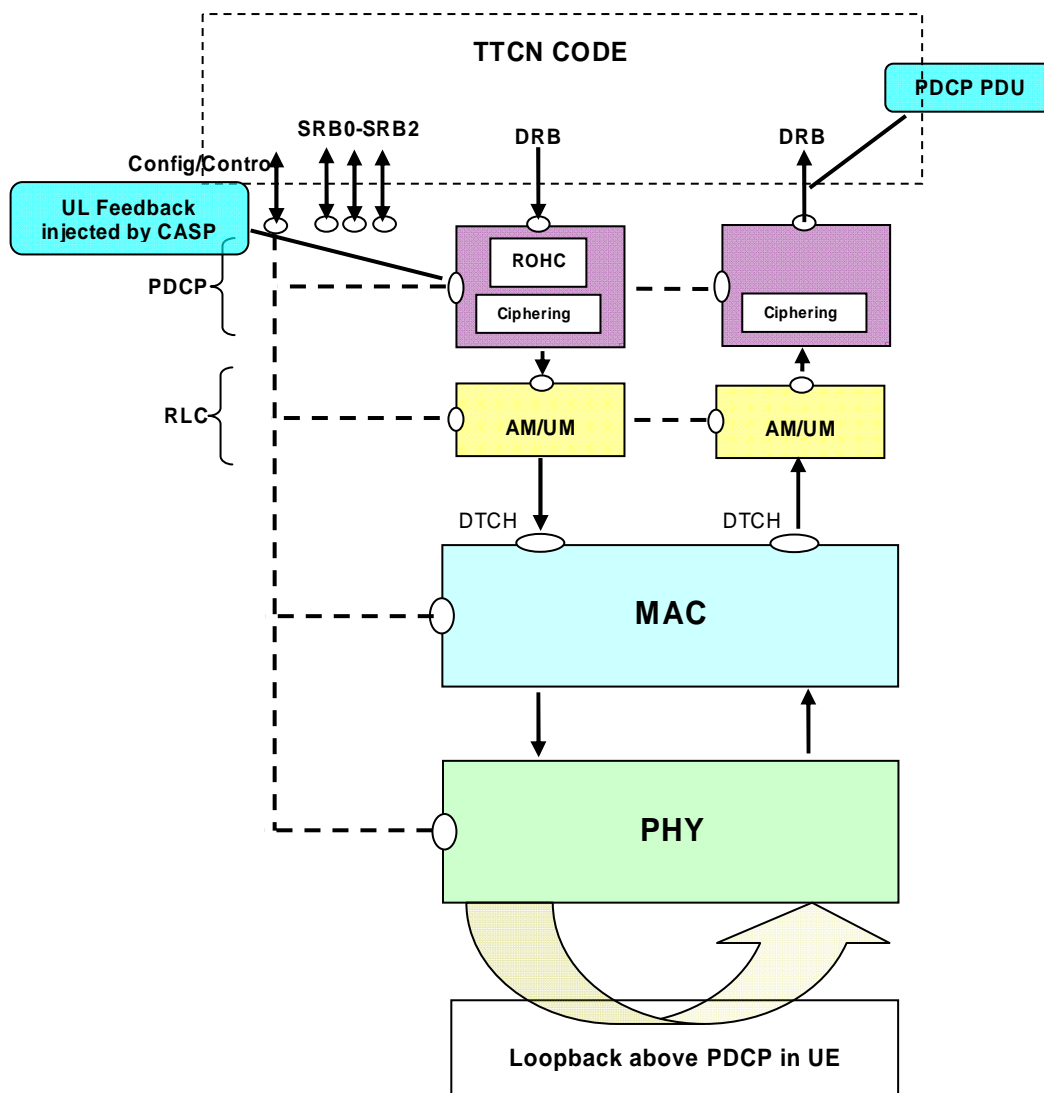 TTCN CODE
PDCP PDU
SRB0-SRB2
DRB
DRB
Config/Contro
UL Feedback
injected by CASP
ROHC
PDCP
Ciphering
Ciphering
RLC
AM/UM
AM/UM
DTCH
DTCH
MAC
PHY
Loopback above PDCP in UE